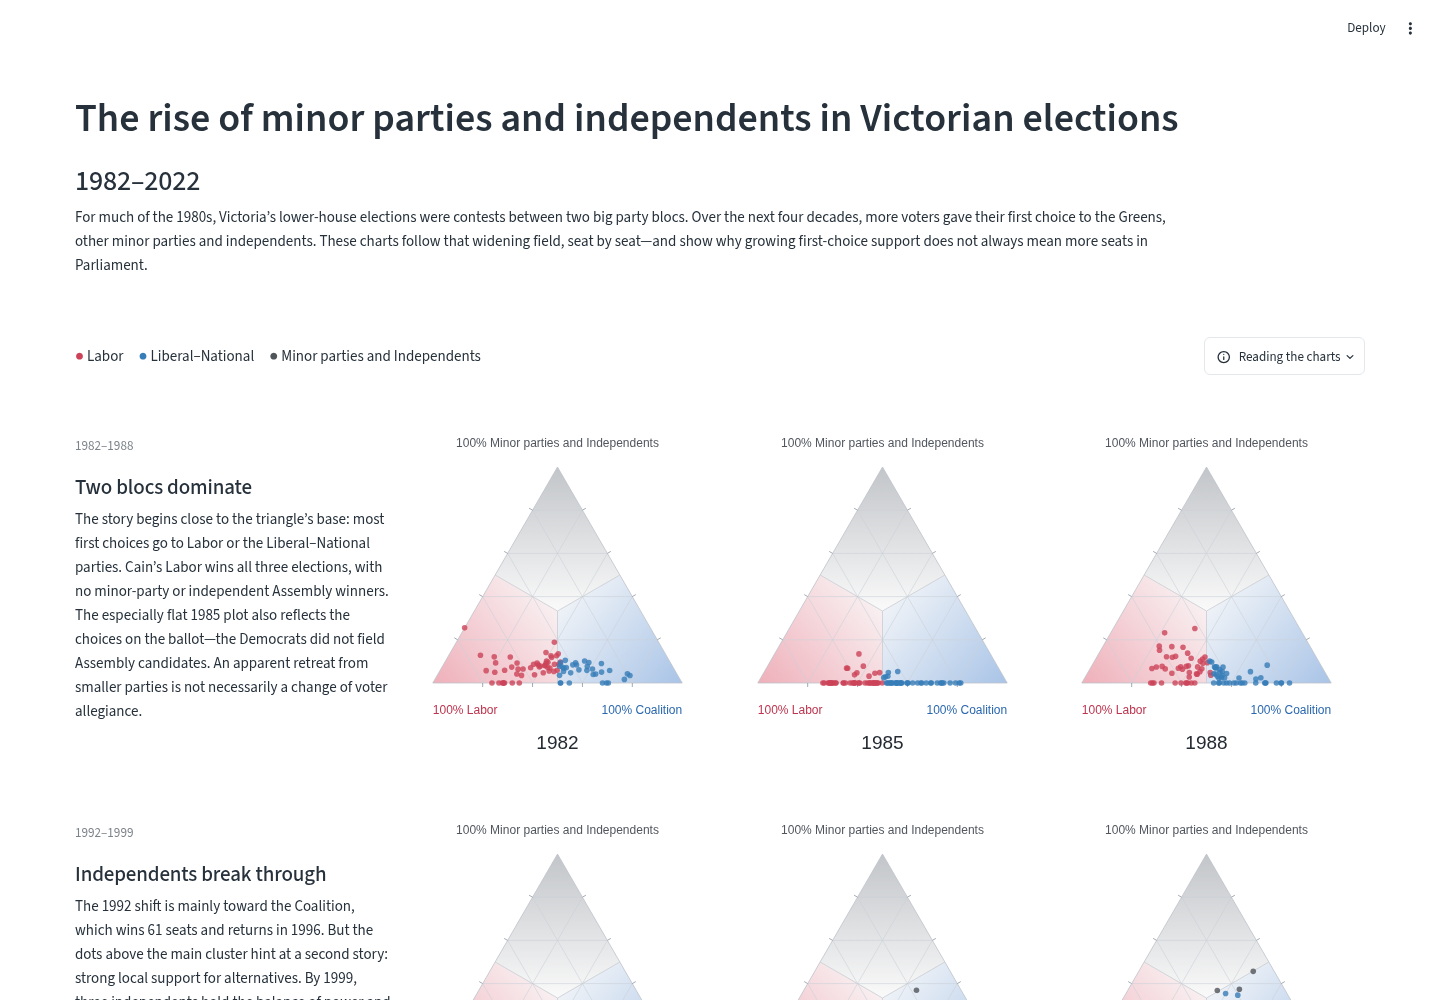 Deploy
The rise of minor parties and independents in Victorian elections
1982–2022
For much of the 1980s, Victoria’s lower-house elections were contests between two big party blocs. Over the next four decades, more voters gave their first choice to the Greens,
other minor parties and independents. These charts follow that widening field, seat by seat—and show why growing first-choice support does not always mean more seats in
Parliament.
Labor Liberal–National Minor parties and Independents
Reading the charts
1982–1988
Two blocs dominate
The story begins close to the triangle’s base: most
first choices go to Labor or the Liberal–National
parties. Cain’s Labor wins all three elections, with
no minor-party or independent Assembly winners.
The especially flat 1985 plot also reflects the
choices on the ballot—the Democrats did not field
Assembly candidates. An apparent retreat from
smaller parties is not necessarily a change of voter
allegiance.
100% Minor parties and Independents
100% Labor
100% Coalition
1982
100% Minor parties and Independents
100% Labor
100% Coalition
1985
100% Minor parties and Independents
100% Labor
100% Coalition
1988
1992–1999
Independents break through
The 1992 shift is mainly toward the Coalition,
which wins 61 seats and returns in 1996. But the
dots above the main cluster hint at a second story:
strong local support for alternatives. By 1999,
three independents hold the balance of power and
100% Minor parties and Independents
100% Minor parties and Independents
100% Minor parties and Independents